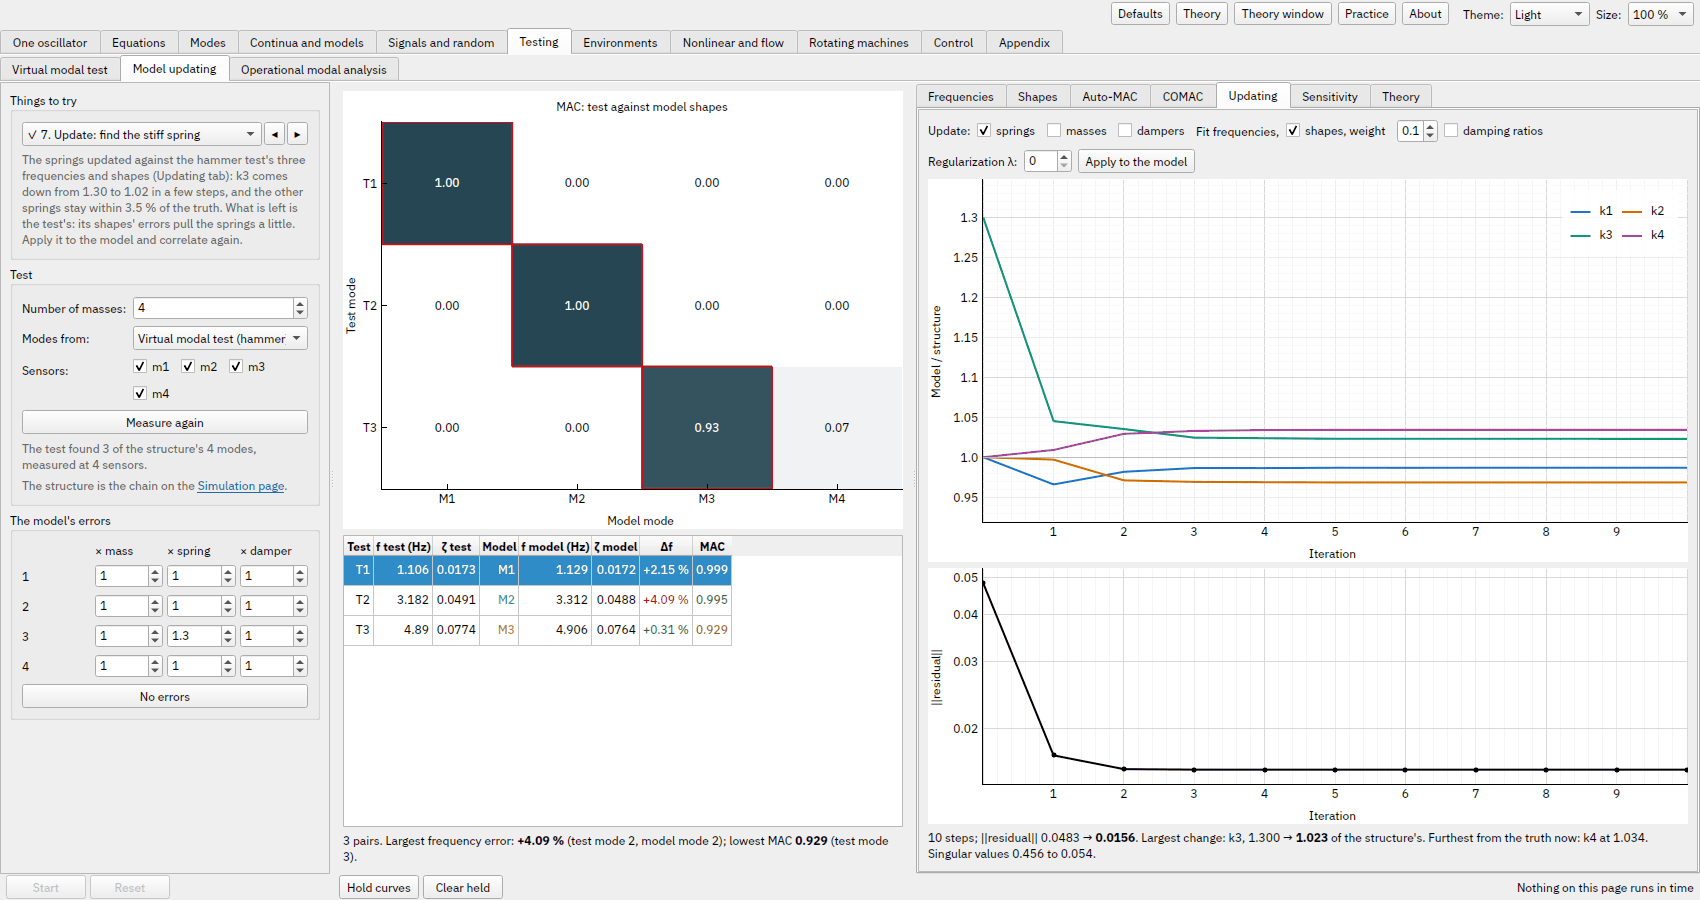 Defaults
Theory
Theory window
Practice
About
Theme:
Light
Size:
100 %
One oscillator
Equations
Modes
Continua and models
Signals and random
Testing
Environments
Nonlinear and flow
Rotating machines
Control
Appendix
Virtual modal test
Model updating
Operational modal analysis
Things to try
✓ 7. Update: find the stiff spring
The springs updated against the hammer test's three
frequencies and shapes (Updating tab): k3 comes
down from 1.30 to 1.02 in a few steps, and the other
springs stay within 3.5 % of the truth. What is left is
the test's: its shapes' errors pull the springs a little.
Apply it to the model and correlate again.
Test
Number of masses:
4
Modes from:
Virtual modal test (hammer
Sensors:
m1
m2
m3
m4
Measure again
The test found 3 of the structure's 4 modes,
measured at 4 sensors.
The structure is the chain on the Simulation page.
The model's errors
× mass × spring × damper
1 1 1 1
2 1 1 1
3 1 1.3 1
4 1 1 1
No errors
Start
Reset
MAC: test against model shapes
Test mode
T1 1.00 0.00 0.00 0.00
T2 0.00 1.00 0.00 0.00
T3 0.00 0.00 0.93 0.07
M1 M2 M3 M4
Model mode
Test f test (Hz) ζ test Model f model (Hz) ζ model Δf MAC
T1 1.106 0.0173 M1 1.129 0.0172 +2.15 % 0.999
T2 3.182 0.0491 M2 3.312 0.0488 +4.09 % 0.995
T3 4.89 0.0774 M3 4.906 0.0764 +0.31 % 0.929
3 pairs. Largest frequency error: +4.09 % (test mode 2, model mode 2); lowest MAC 0.929 (test mode
3).
Hold curves
Clear held
Frequencies
Shapes
Auto-MAC
COMAC
Updating
Sensitivity
Theory
Update: springs masses dampers Fit frequencies, shapes, weight 0.1 damping ratios
Regularization λ: 0 Apply to the model
Model / structure
1.3
1.25
1.2
1.15
1.1
1.05
1.0
0.95
k1 k2
k3 k4
1 2 3 4 5 6 7 8 9
Iteration
||residual||
0.05
0.04
0.03
0.02
1 2 3 4 5 6 7 8 9
Iteration
10 steps; ||residual|| 0.0483 → 0.0156. Largest change: k3, 1.300 → 1.023 of the structure's. Furthest from the truth now: k4 at 1.034.
Singular values 0.456 to 0.054.
Nothing on this page runs in time